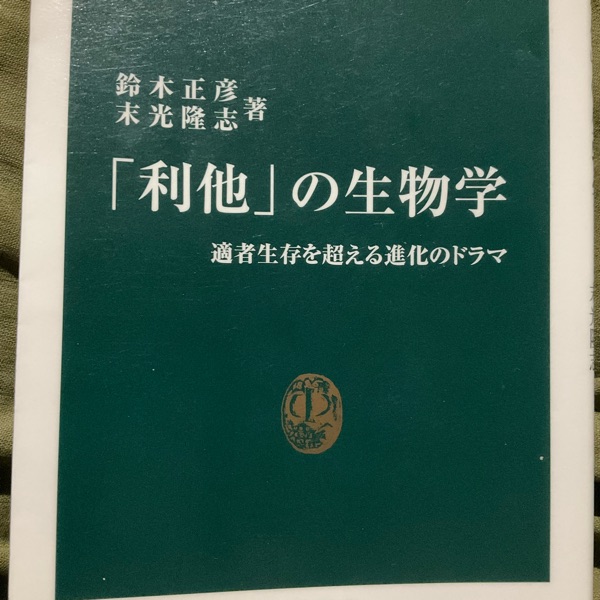 鈴木正彦
末光隆志 著
「利他」の生物学
適者生存を超える進化のドラマ